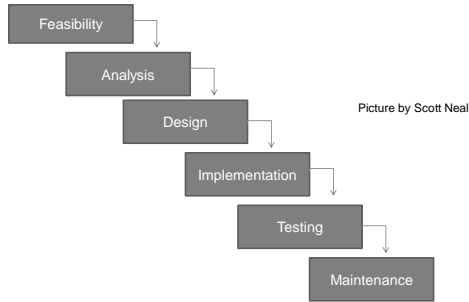 Feasibility
Analysis
Design
Picture by Scott Neal
Implementation
Testing
Maintenance